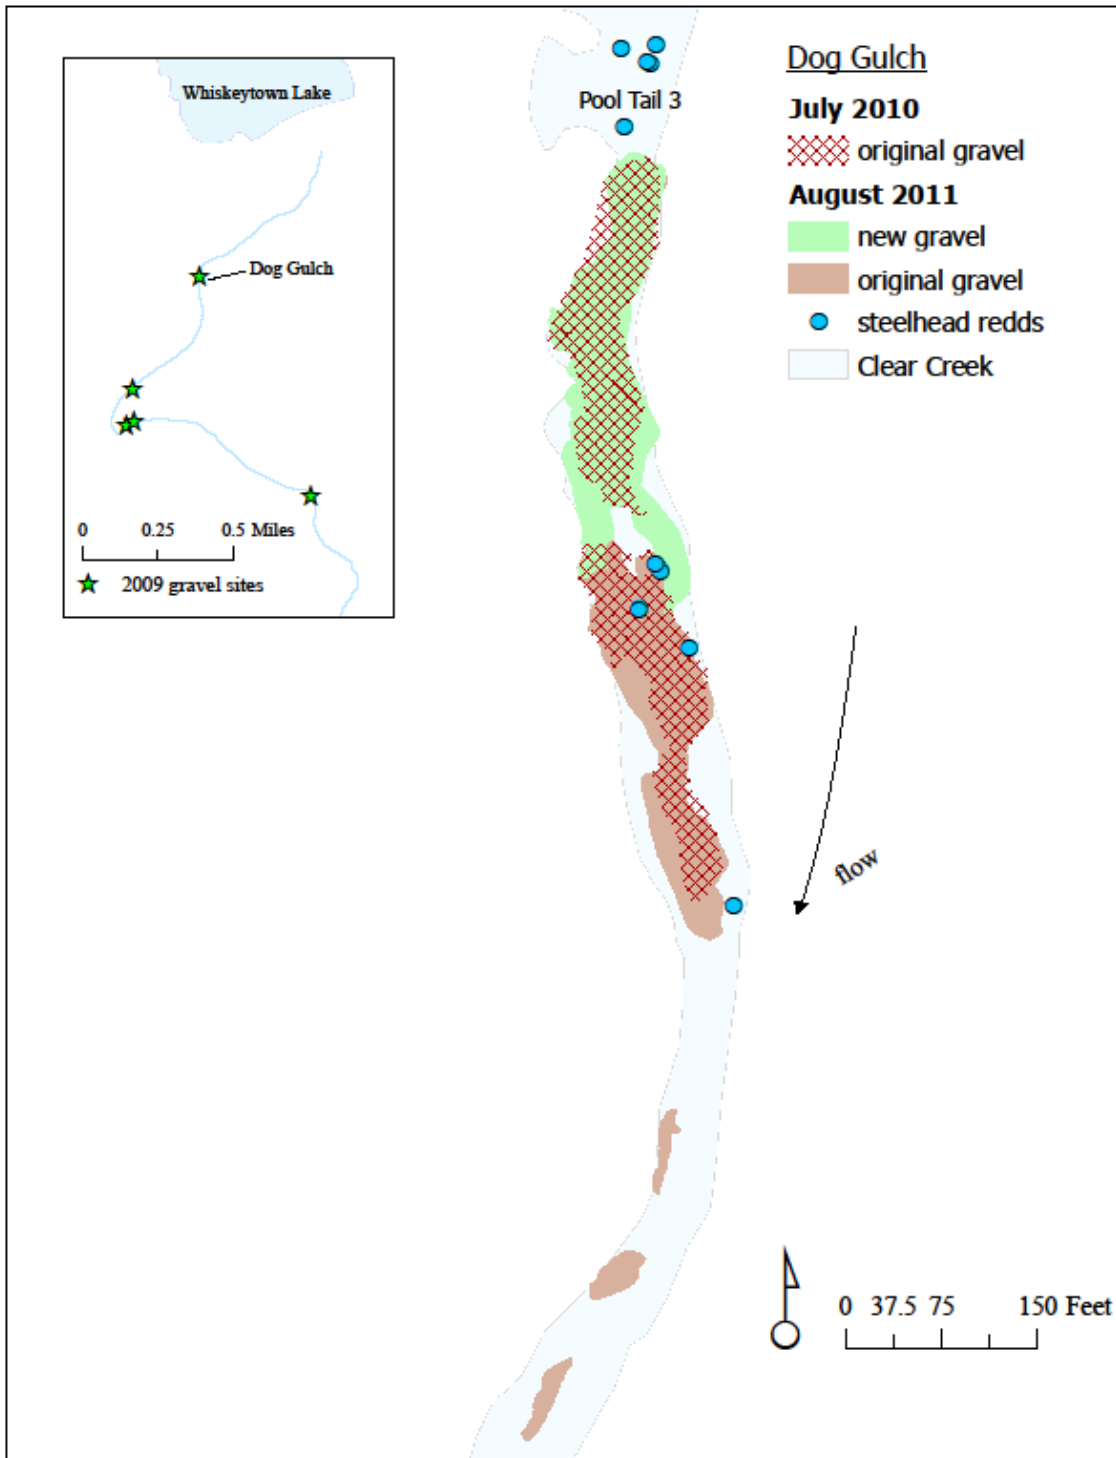 Whiskeytown Lake
Dog Gulch
0 0.25 0.5 Miles
2009 gravel sites
Pool Tail 3
Dog Gulch
July 2010
original gravel
August 2011
new gravel
original gravel
steelhead redds
Clear Creek
flow
0 37.5 75 150 Feet